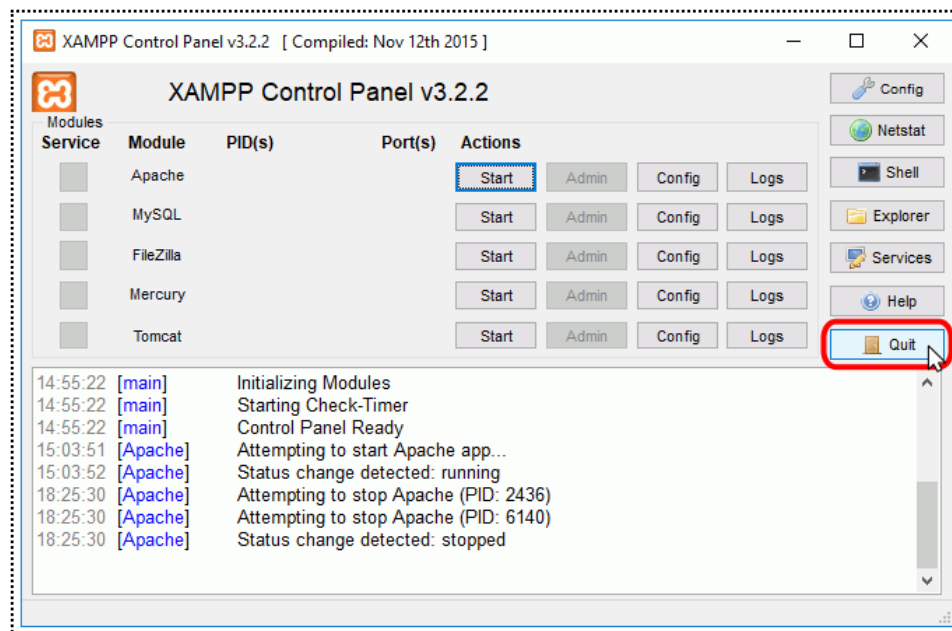 XAMPP Control Panel v3.2.2 [ Compiled: Nov 12th 2015 ]
XAMPP Control Panel v3.2.2
Config
Modules
Netstat
Service Module PID(s) Port(s) Actions
Apache Start Admin Config Logs
Shell
MySQL Start Admin Config Logs
Explorer
FileZilla Start Admin Config Logs
Services
Mercury Start Admin Config Logs
Help
Tomcat Start Admin Config Logs
Quit
14:55:22 [main] Initializing Modules
14:55:22 [main] Starting Check-Timer
14:55:22 [main] Control Panel Ready
15:03:51 [Apache] Attempting to start Apache app...
15:03:52 [Apache] Status change detected: running
18:25:30 [Apache] Attempting to stop Apache (PID: 2436)
18:25:30 [Apache] Attempting to stop Apache (PID: 6140)
18:25:30 [Apache] Status change detected: stopped